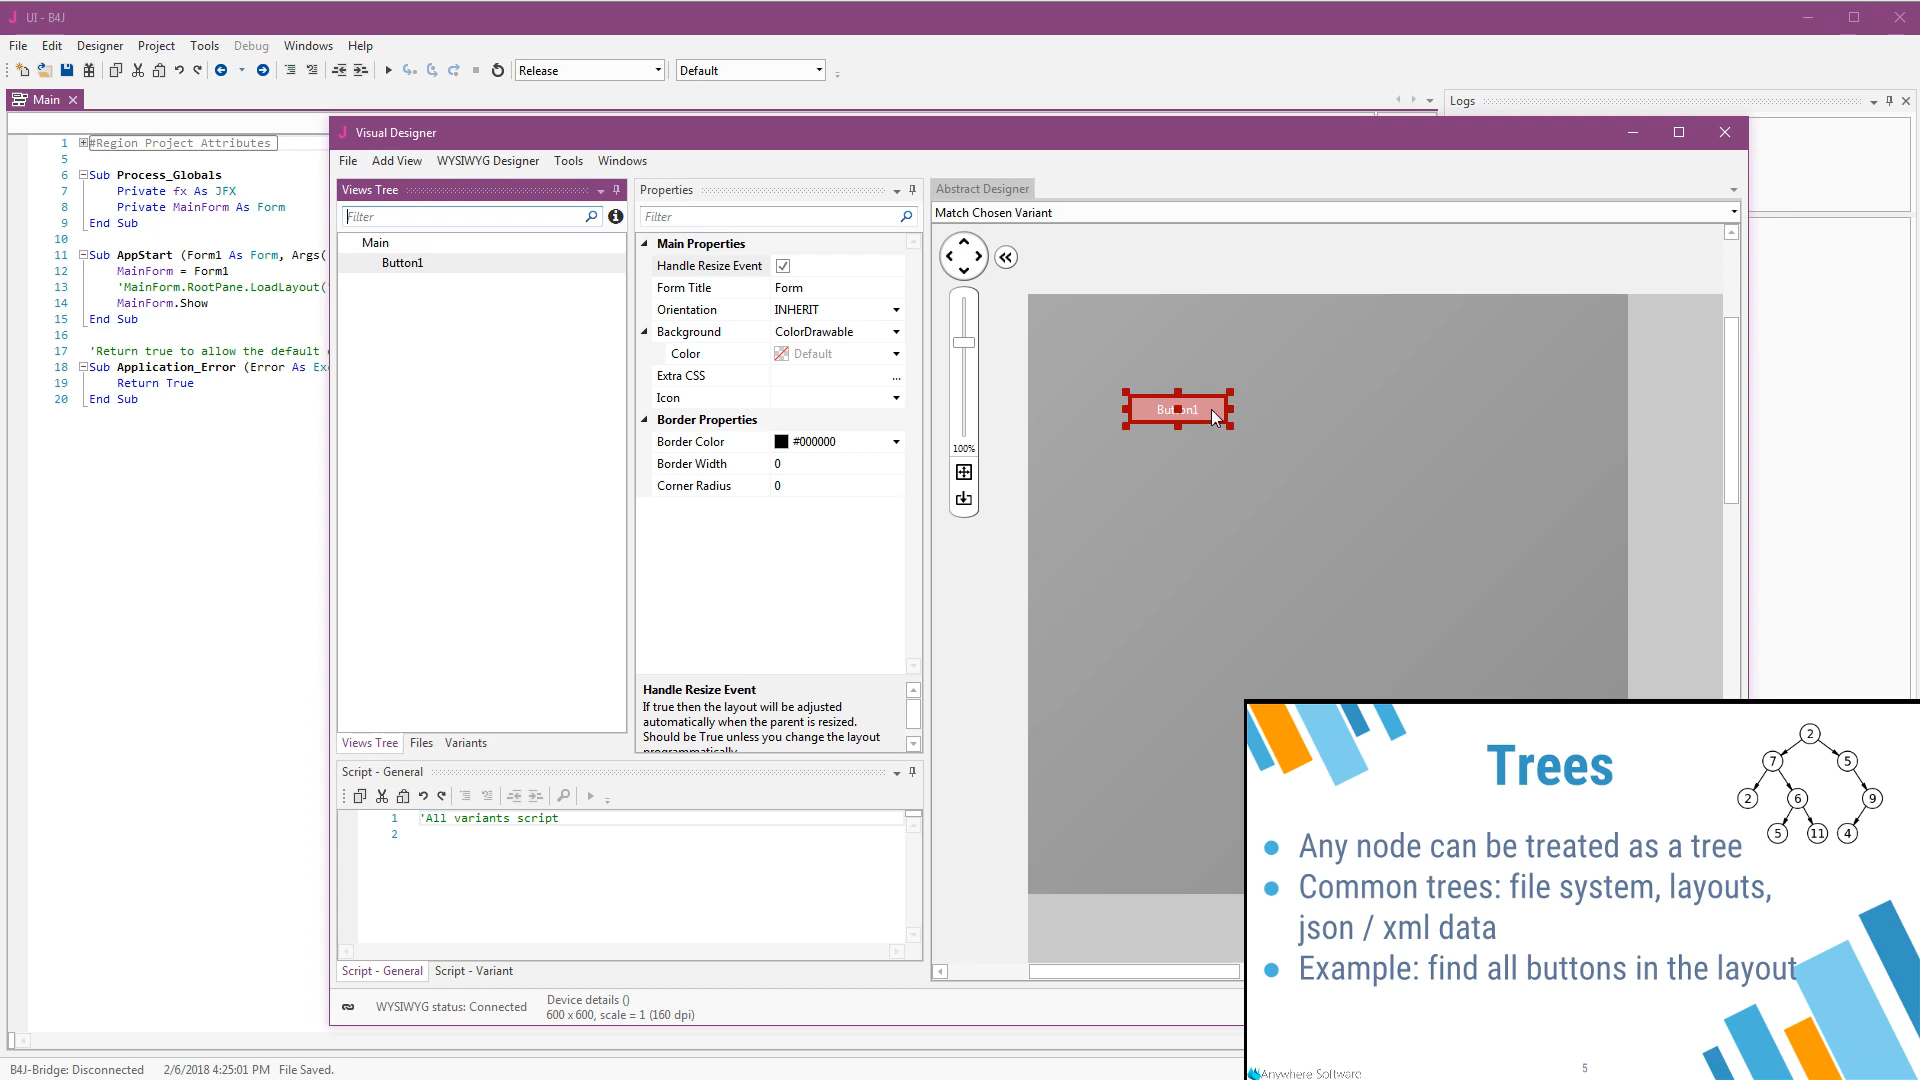 UI - B4J
File Edit Designer Project Tools Debug Windows Help
Release
Default
Main
Logs
1 #Region Project Attributes
5
6 Sub Process_Globals
7 Private fx As JFX
8 Private MainForm As Form
9 End Sub
10
11 Sub AppStart (Form1 As Form, Args(
12 MainForm = Form1
13 'MainForm.RootPane.LoadLayout(
14 MainForm.Show
15 End Sub
16
17 'Return true to allow the default
18 Sub Application_Error (Error As Ex
19 Return True
20 End Sub
Visual Designer
File Add View WYSIWYG Designer Tools Windows
Views Tree
Filter
Main
Button1
Views Tree Files Variants
Properties
Filter
Main Properties
Handle Resize Event
Form Title Form
Orientation INHERIT
Background ColorDrawable
Color Default
Extra CSS ...
Icon
Border Properties
Border Color #000000
Border Width 0
Corner Radius 0
Handle Resize Event
If true then the layout will be adjusted
automatically when the parent is resized.
Should be True unless you change the layout
programmatically.
Abstract Designer
Match Chosen Variant
100%
Button1
Script - General
1 'All variants script
2
Script - General Script - Variant
WYSIWYG status: Connected
Device details ()
600 x 600, scale = 1 (160 dpi)
B4J-Bridge: Disconnected 2/6/2018 4:25:01 PM File Saved.
Trees
2
7 5
2 6 9
5 11 4
• Any node can be treated as a tree
• Common trees: file system, layouts,
json / xml data
• Example: find all buttons in the layout
Anywhere Software
5